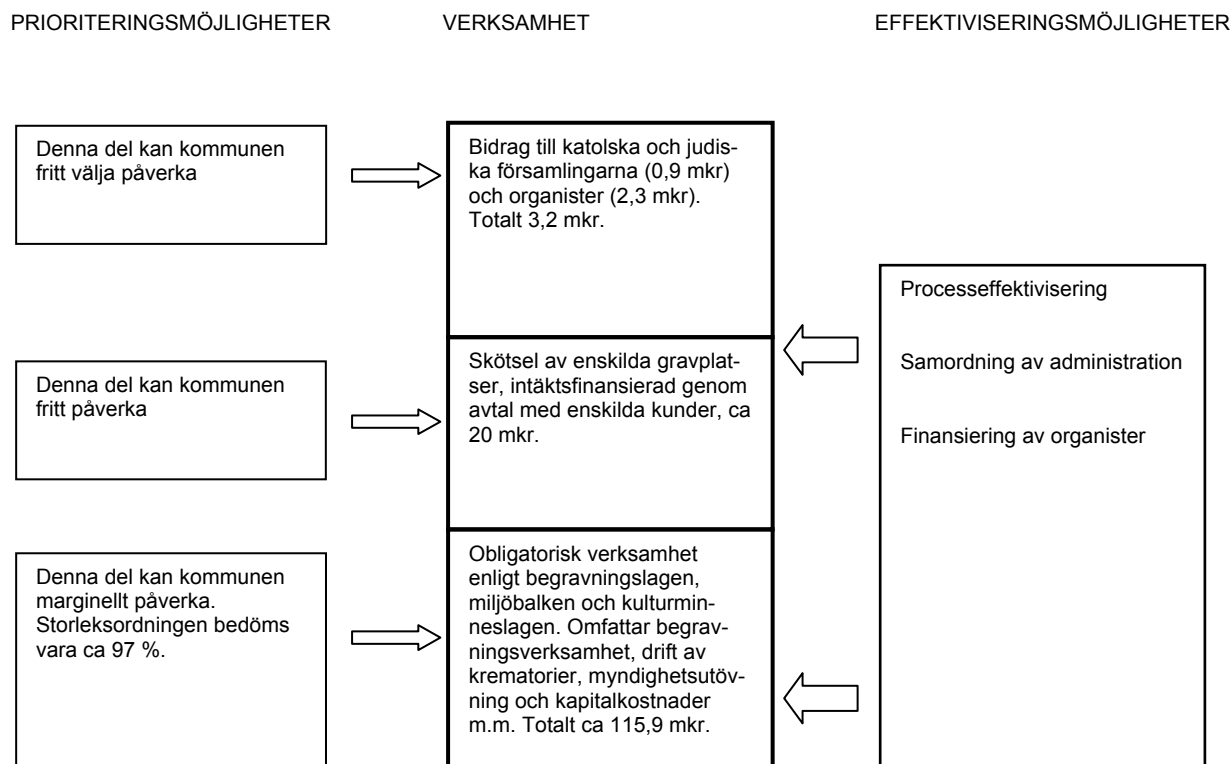 PRIORITERINGSMÖJLIGHETER
VERKSAMHET
EFFEKTIVISERINGSMÖJLIGHETER
Denna del kan kommunen
fritt välja påverka
Bidrag till katolska och judis-
ka församlingarna (0,9 mkr)
och organister (2,3 mkr).
Totalt 3,2 mkr.
Denna del kan kommunen
fritt påverka
Skötsel av enskilda gravplat-
ser, intäktsfinansierad genom
avtal med enskilda kunder, ca
20 mkr.
Denna del kan kommunen
marginellt påverka.
Storleksordningen bedöms
vara ca 97 %.
Obligatorisk verksamhet
enligt begravningslagen,
miljöbalken och kulturmin-
neslagen. Omfattar begrav-
ningsverksamhet, drift av
krematorier, myndighetsutöv-
ning och kapitalkostnader
m.m. Totalt ca 115,9 mkr.
Processeffektivisering
Samordning av administration
Finansiering av organister